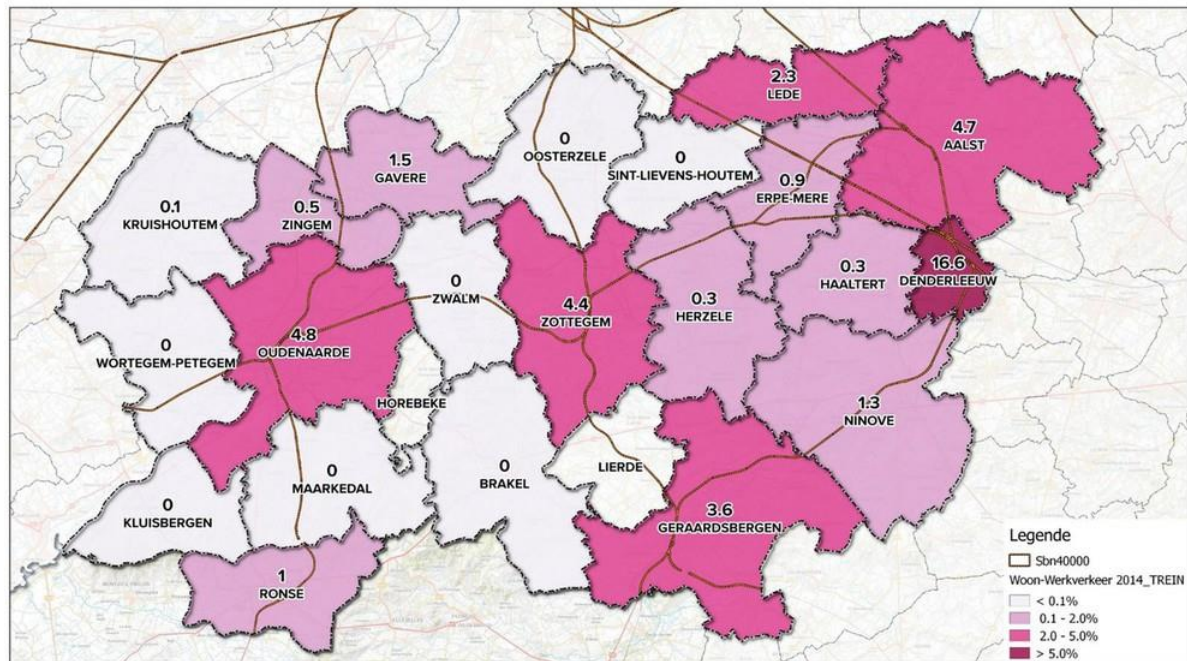 2.3
LEDE
4.7
AALST
0
OOSTERZELE
0
SINT-LIEVENS-HOUTEM
1.5
GAVERE
0.9
ERPE-MERE
0.1
KRUISHOUTEM
0.5
ZINGEM
16.6
DENDERLEEUW
0.3
HAALTERT
0
ZWALM
0.3
HERZELE
4.4
ZOTTEGEM
4.8
OUDENAARDE
0
WORTEGEM-PETEGEM
HOREBEKE
1.3
NINOVE
LIERDE
0
BRAKEL
0
MAARKEDAL
0
KLUISBERGEN
3.6
GERAARDSBERGEN
1
RONSE
Legende
Sbn40000
Woon-Werkverkeer 2014_TREIN
< 0.1%
0.1 - 2.0%
2.0 - 5.0%
> 5.0%